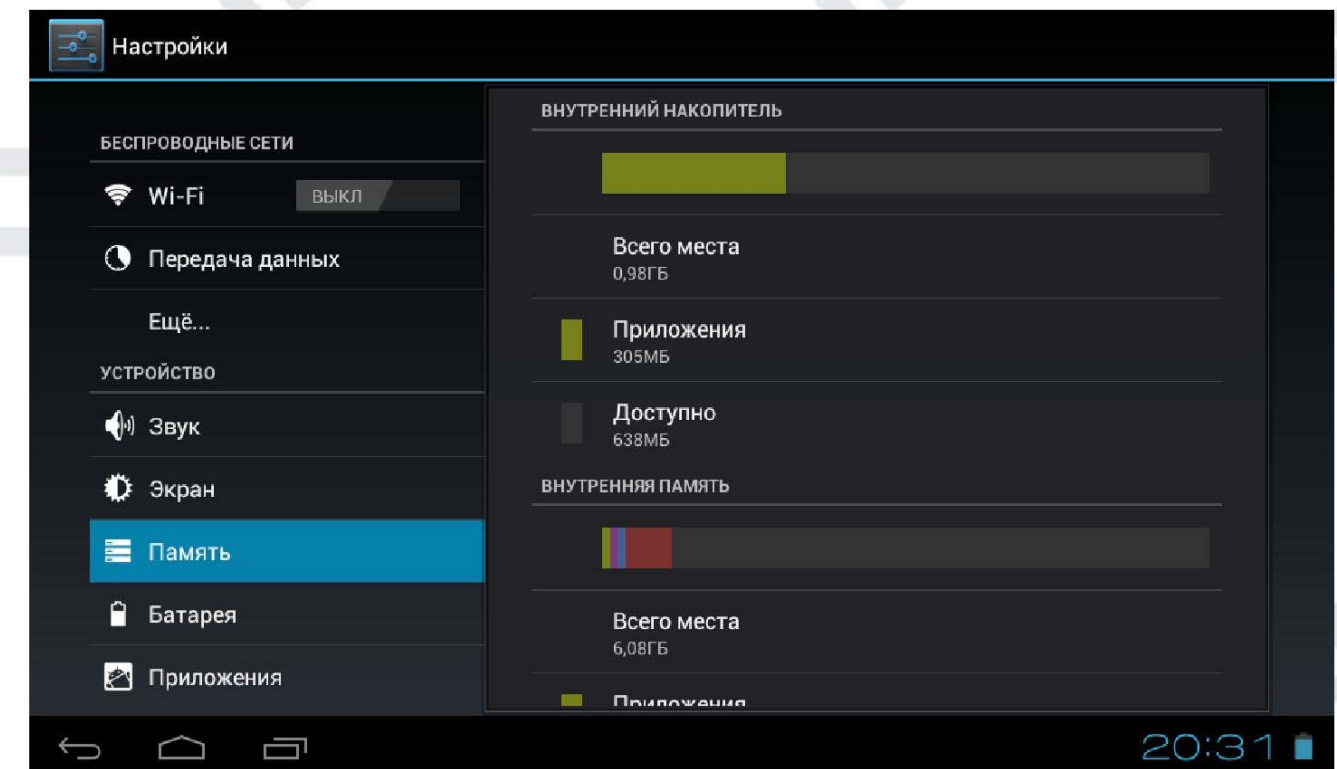 Настройки
БЕСПРОВОДНЫЕ СЕТИ
Wi-Fi ВЫКЛ
Передача данных
Ещё...
УСТРОЙСТВО
Звук
Экран
Память
Батарея
Приложения
ВНУТРЕННИЙ НАКОПИТЕЛЬ
Всего места
0,98ГБ
Приложения
305МБ
Доступно
638МБ
ВНУТРЕННЯЯ ПАМЯТЬ
Всего места
6,08ГБ
Приложения
20:31